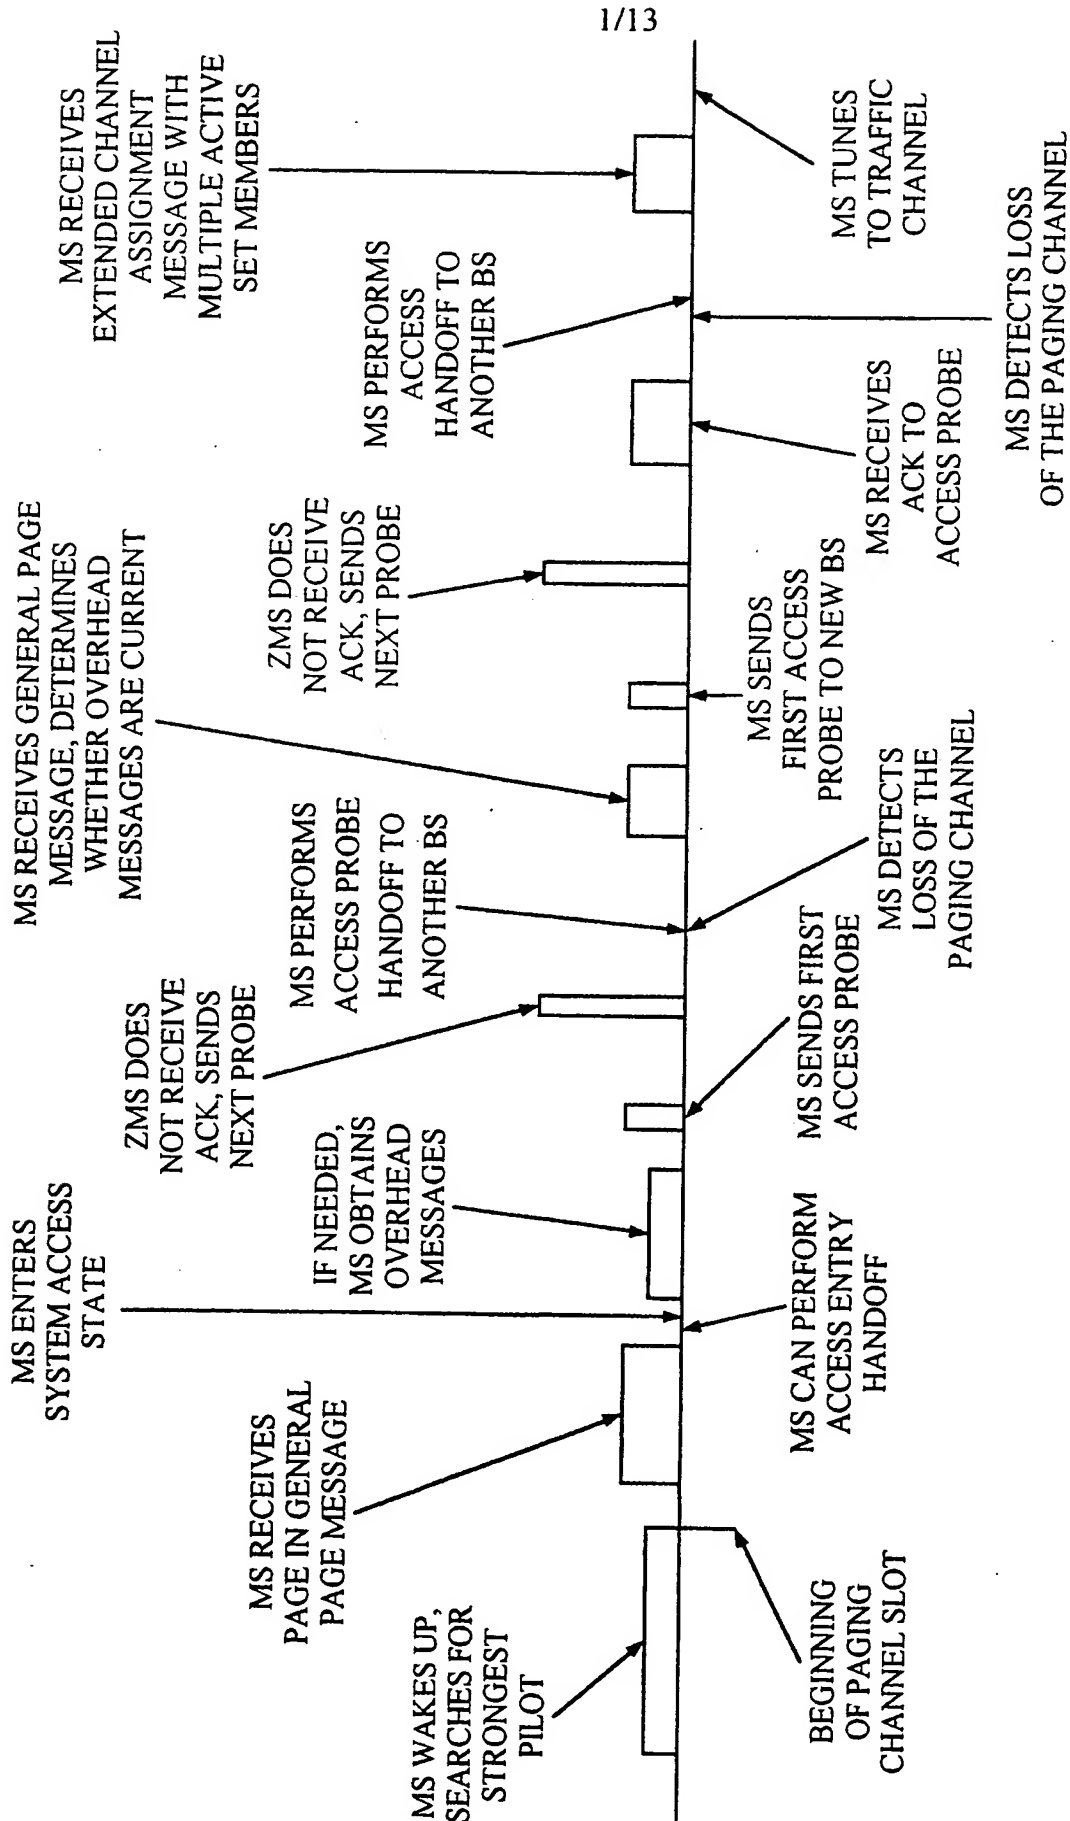 1/13
MS WAKES UP,
SEARCHES FOR
STRONGEST
PILOT
BEGINNING
OF PAGING
CHANNEL SLOT
MS RECEIVES
PAGE IN GENERAL
PAGE MESSAGE
MS CAN PERFORM
ACCESS ENTRY
HANDOFF
MS ENTERS
SYSTEM ACCESS
STATE
IF NEEDED,
MS OBTAINS
OVERHEAD
MESSAGES
MS SENDS FIRST
ACCESS PROBE
ZMS DOES
NOT RECEIVE
ACK, SENDS
NEXT PROBE
MS DETECTS
LOSS OF THE
PAGING CHANNEL
MS PERFORMS
ACCESS PROBE
HANDOFF TO
ANOTHER BS
MS RECEIVES GENERAL PAGE
MESSAGE, DETERMINES
WHETHER OVERHEAD
MESSAGES ARE CURRENT
MS SENDS
FIRST ACCESS
PROBE TO NEW BS
ZMS DOES
NOT RECEIVE
ACK, SENDS
NEXT PROBE
MS RECEIVES
ACK TO
ACCESS PROBE
MS DETECTS LOSS
OF THE PAGING CHANNEL
MS PERFORMS
ACCESS
HANDOFF TO
ANOTHER BS
MS RECEIVES
EXTENDED CHANNEL
ASSIGNMENT
MESSAGE WITH
MULTIPLE ACTIVE
SET MEMBERS
MS TUNES
TO TRAFFIC
CHANNEL